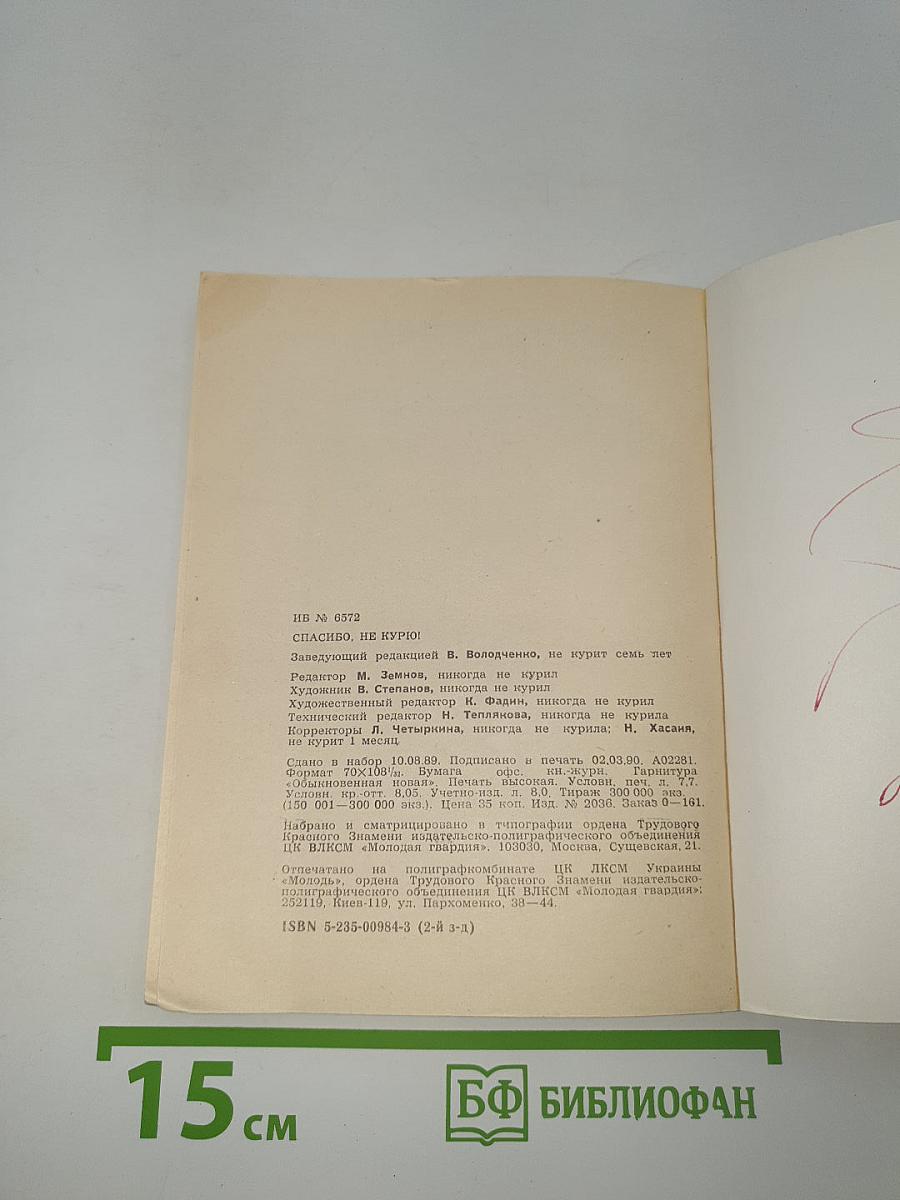 ИБ № 6572
СПАСИБО, НЕ КУРЮ!
Заведующий редакцией В. Володченко, не курит семь лет
Редактор М. Земнов, никогда не курил
Художник В. Степанов, никогда не курил
Художественный редактор К. Фадин, никогда не курил
Технический редактор Н. Теплякова, никогда не курила
Корректоры Л. Четыркина, никогда не курила; Н. Хасаия,
не курит 1 месяц.
Сдано в набор 10.08.89. Подписано в печать 02.03.90. А02281.
Формат 70×108¹/₃₂. Бумага офс. кн.-журн. Гарнитура
«Обыкновенная новая». Печать высокая. Условн. печ. л. 7,7.
Условн. кр.-отт. 8,05. Учетно-изд. л. 8,0. Тираж 300 000 экз.
(150 001—300 000 экз.). Цена 35 коп. Изд. № 2036. Заказ 0—161.
Набрано и сматрицировано в типографии ордена Трудового
Красного Знамени издательско-полиграфического объединения
ЦК ВЛКСМ «Молодая гвардия». 103030, Москва, Сущевская, 21.
Отпечатано на полиграфкомбинате ЦК ЛКСМ Украины
«Молодь», ордена Трудового Красного Знамени издательско-
полиграфического объединения ЦК ВЛКСМ «Молодая гвардия»:
252119, Киев-119, ул. Пархоменко, 38—44.
ISBN 5-235-00984-3 (2-й з-д)
15 см
БФ БИБЛИОФАН